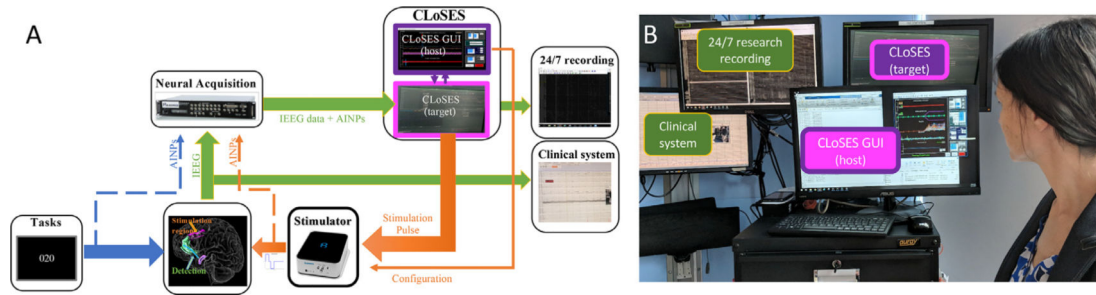 A
CLoSES
CLoSES GUI
(host)
CLoSES
(target)
Neural Acquisition
IEEG data + AINPs
24/7 recording
AINPs
IEEG
AINPs
Clinical system
Tasks
020
Stimulation
regions
Detection
Stimulator
Stimulation
Pulse
Configuration
B
24/7 research
recording
CLoSES
(target)
Clinical
system
CLoSES GUI
(host)
ASUS